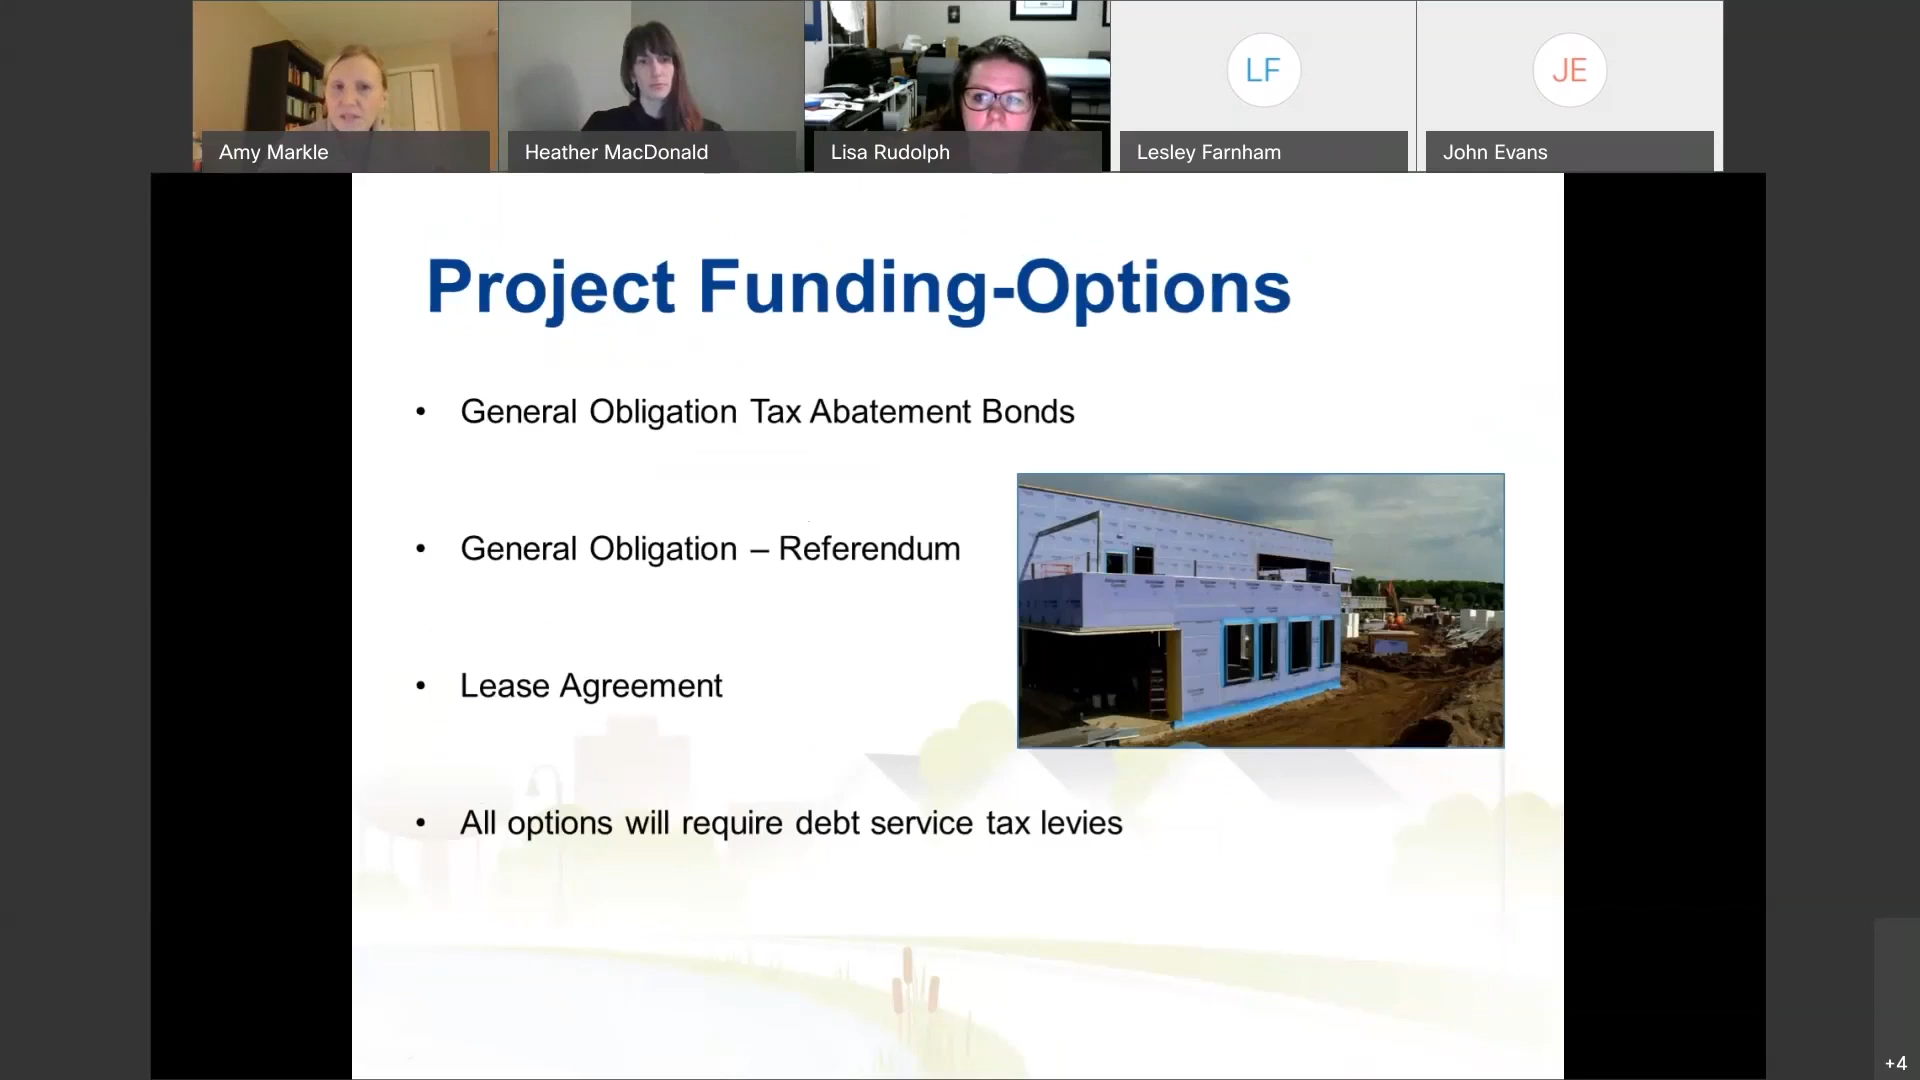 Amy Markle
Heather MacDonald
Lisa Rudolph
LF
Lesley Farnham
JE
John Evans
Project Funding-Options
• General Obligation Tax Abatement Bonds
• General Obligation – Referendum
• Lease Agreement
• All options will require debt service tax levies
+4